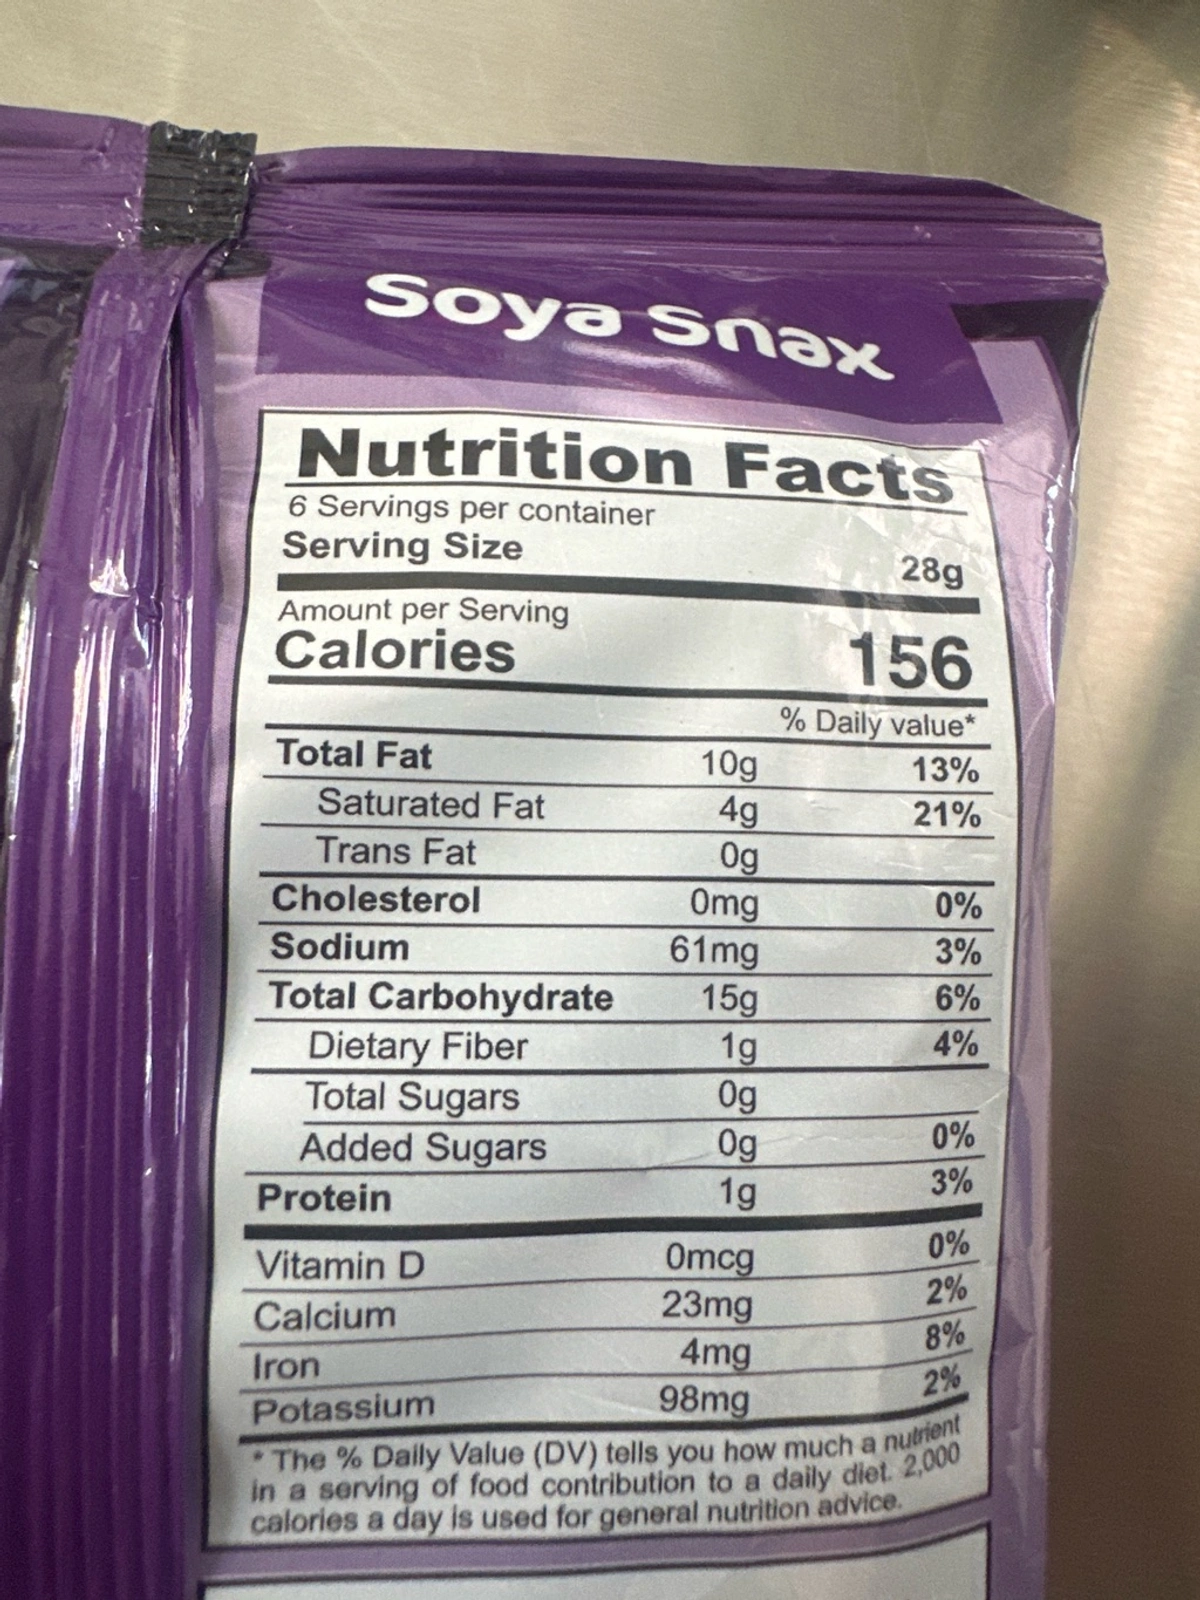 Soya Snax
Nutrition Facts
6 Servings per container
Serving Size 28g
Amount per Serving
Calories 156
% Daily value*
Total Fat 10g 13%
Saturated Fat 4g 21%
Trans Fat 0g
Cholesterol 0mg 0%
Sodium 61mg 3%
Total Carbohydrate 15g 6%
Dietary Fiber 1g 4%
Total Sugars 0g
Added Sugars 0g 0%
Protein 1g 3%
Vitamin D 0mcg 0%
Calcium 23mg 2%
Iron 4mg 8%
Potassium 98mg 2%
* The % Daily Value (DV) tells you how much a nutrient
in a serving of food contribution to a daily diet. 2,000
calories a day is used for general nutrition advice.